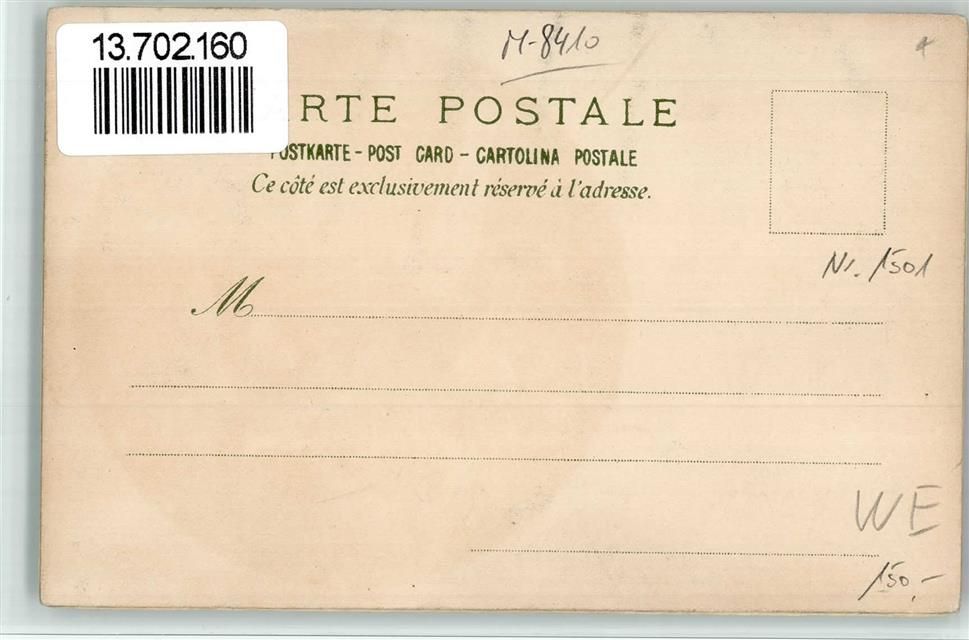 13.702.160
M-8410
RTE POSTALE
POSTKARTE - POST CARD - CARTOLINA POSTALE
Ce côté est exclusivement réservé à l'adresse.
Nr. 1501
M
WE
150,-